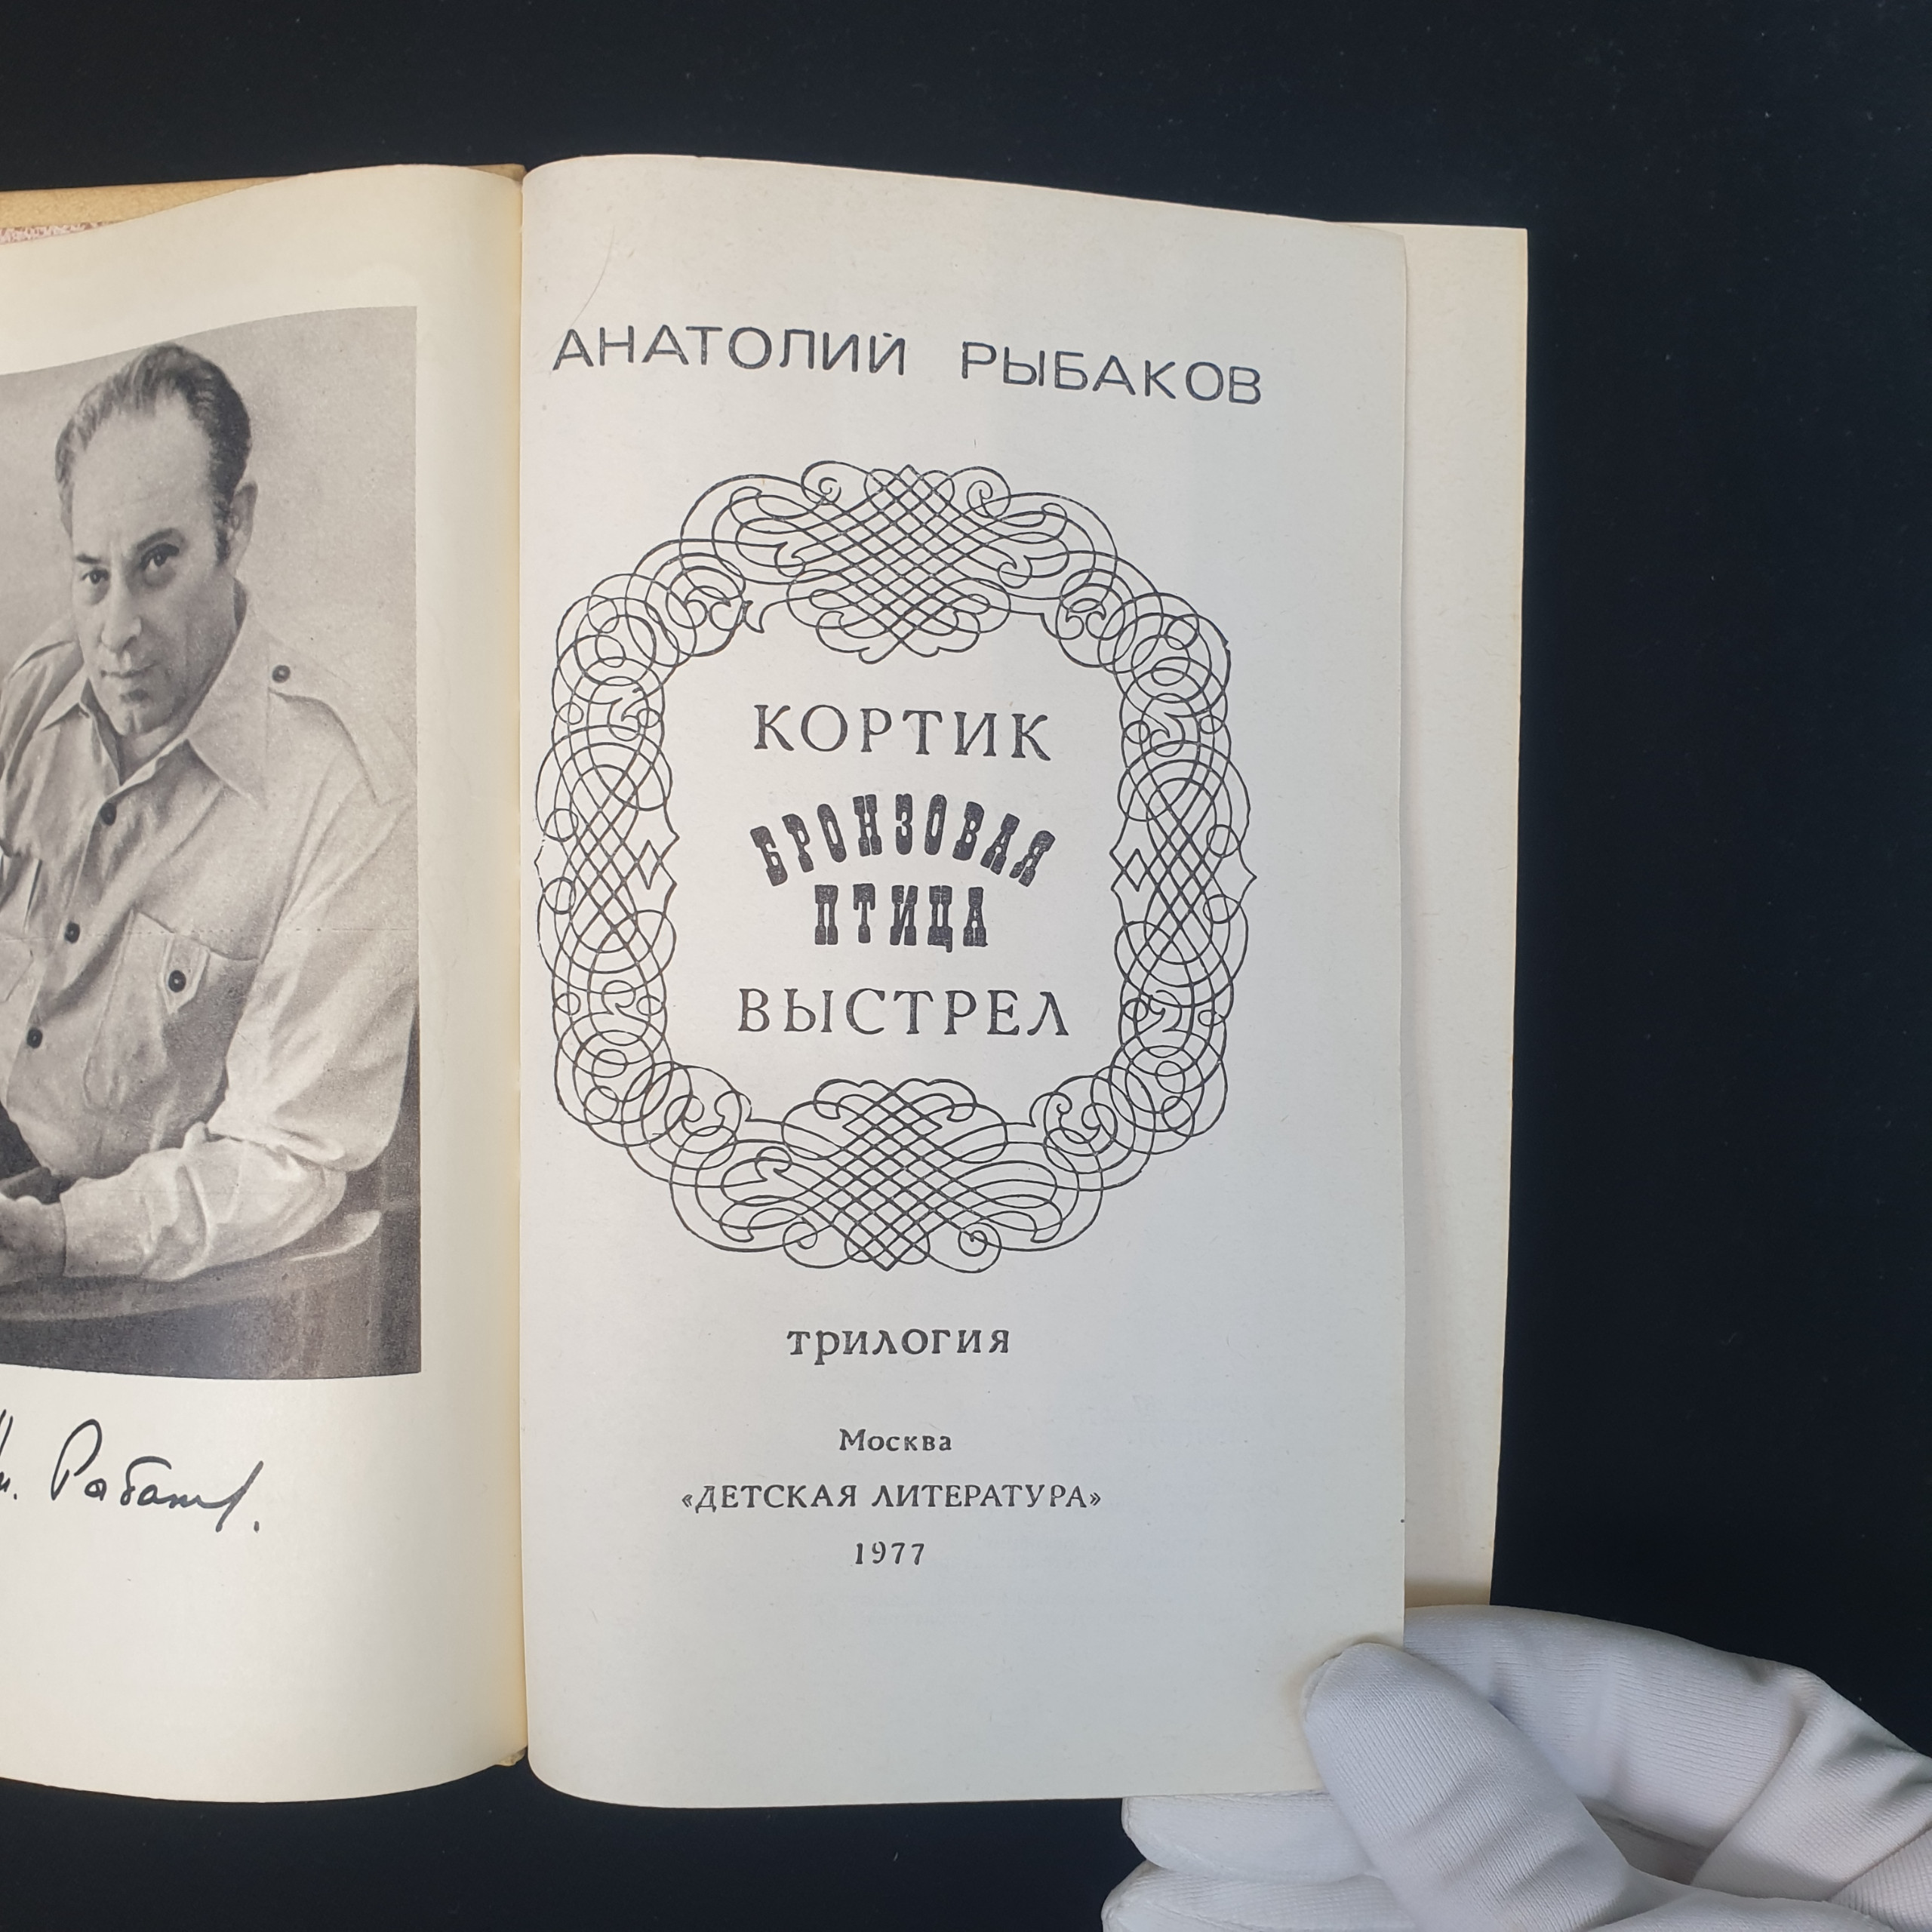 АНАТОЛИЙ РЫБАКОВ
КОРТИК
БРОНЗОВАЯ
ПТИЦА
ВЫСТРЕЛ
трилогия
Москва
«ДЕТСКАЯ ЛИТЕРАТУРА»
1977